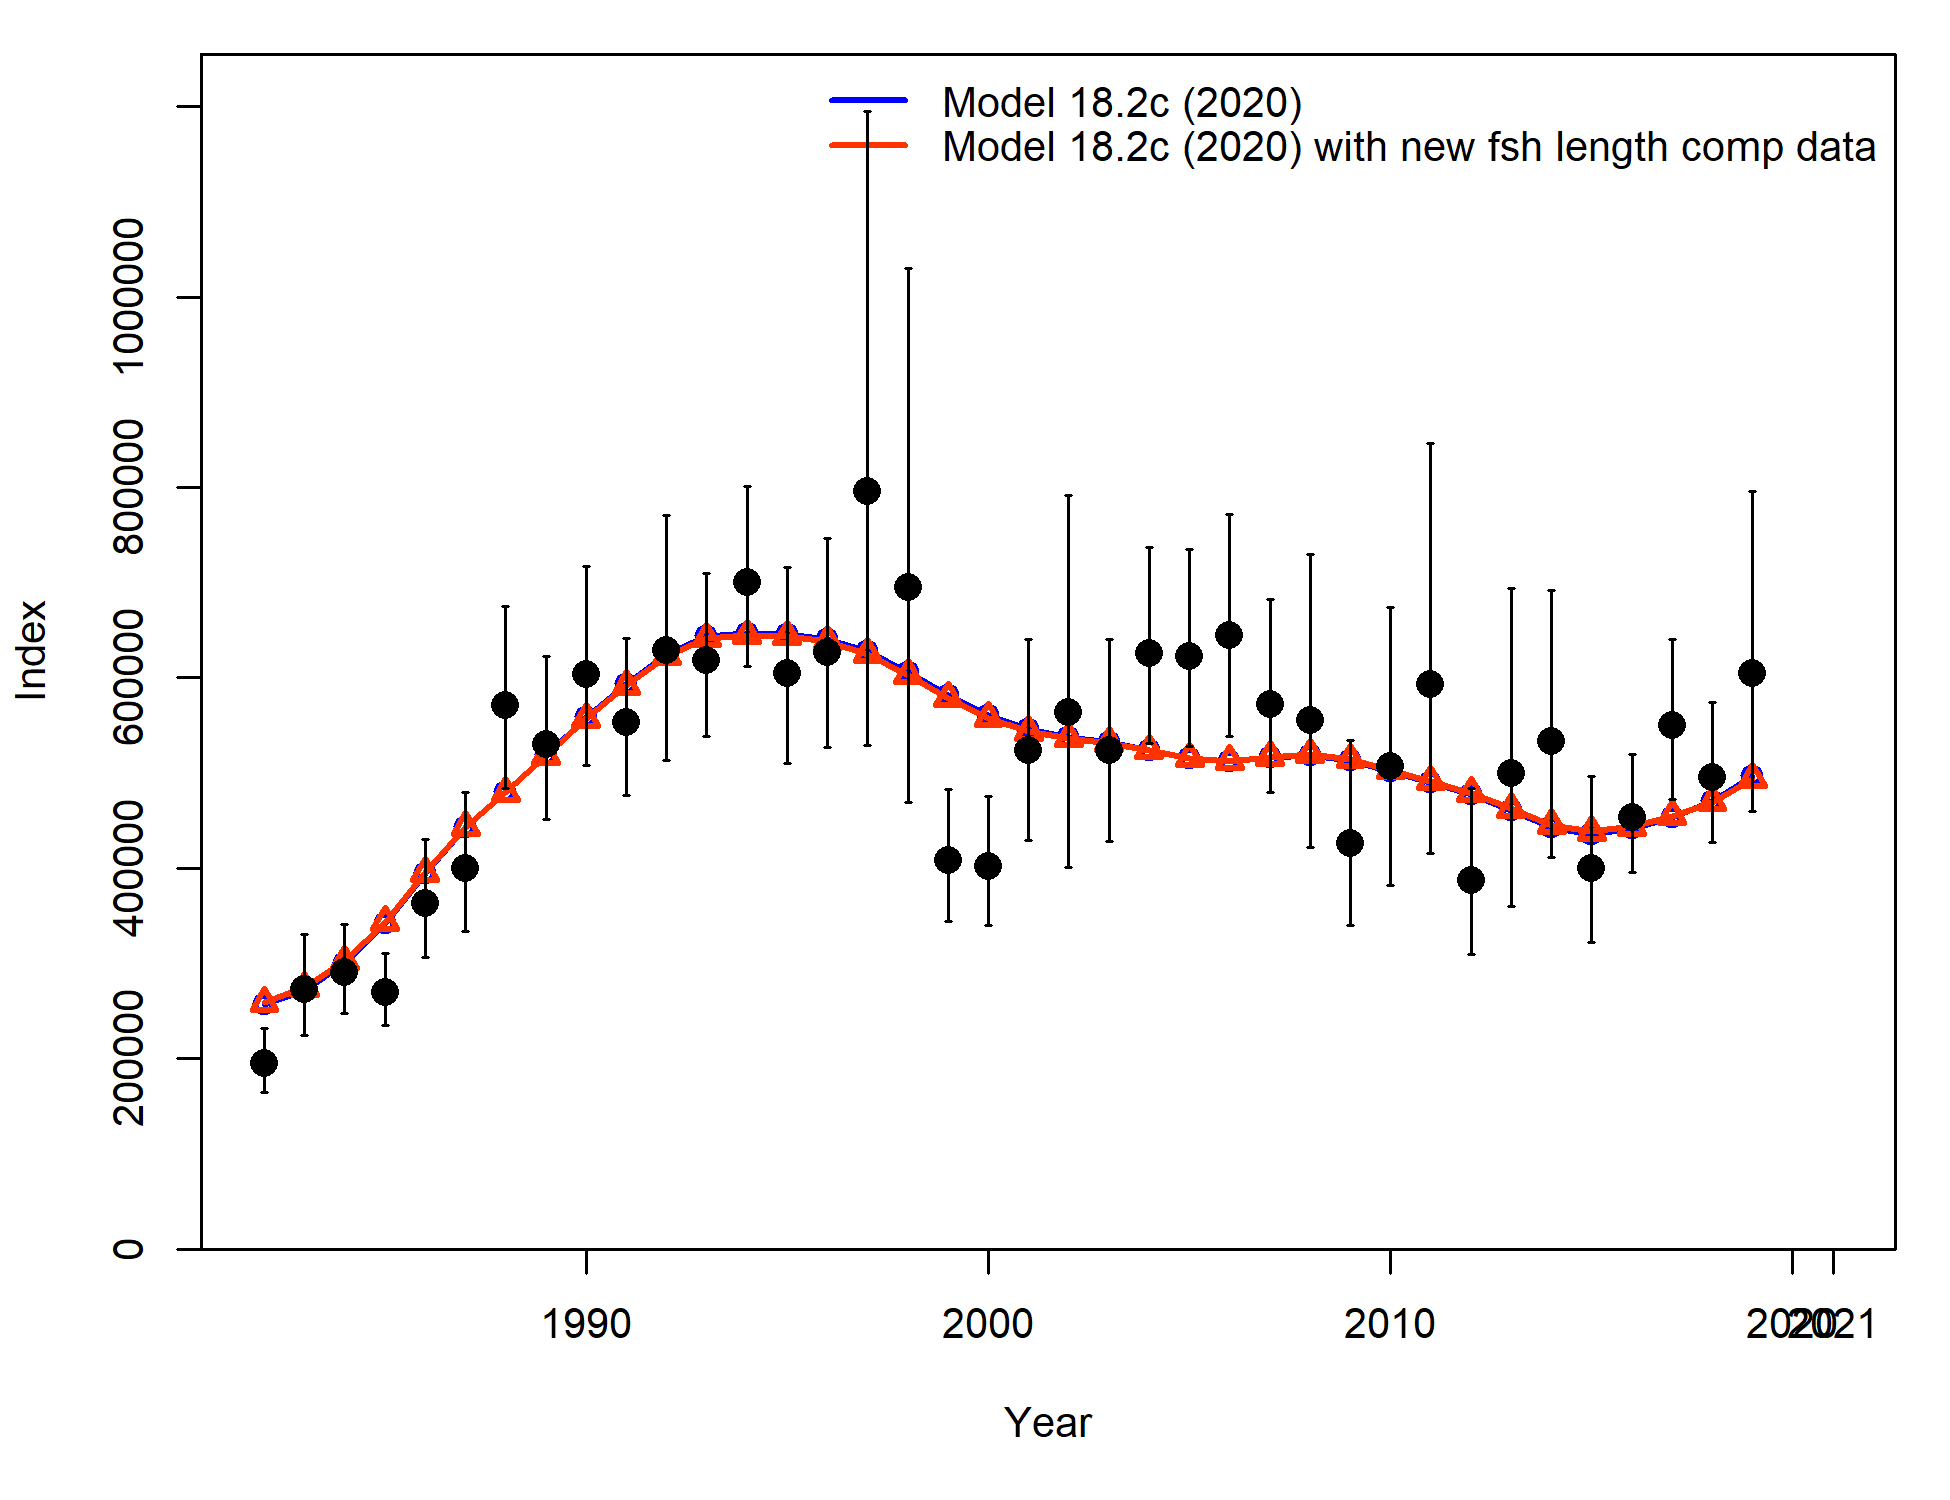 Model 18.2c (2020)
Model 18.2c (2020) with new fsh length comp data
Index
1000000
800000
600000
400000
200000
0
1990
2000
2010
2020
2021
Year